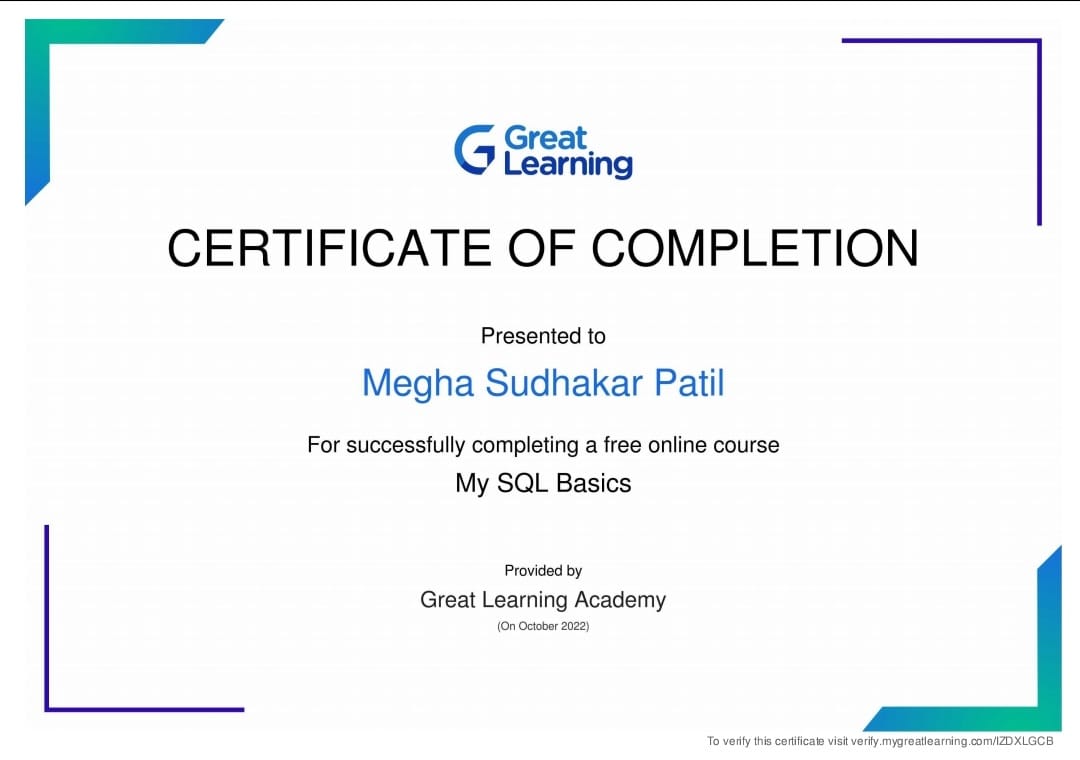 Great
Learning
CERTIFICATE OF COMPLETION
Presented to
Megha Sudhakar Patil
For successfully completing a free online course
My SQL Basics
Provided by
Great Learning Academy
(On October 2022)
To verify this certificate visit verify.mygreatlearning.com/IZDXLGCB